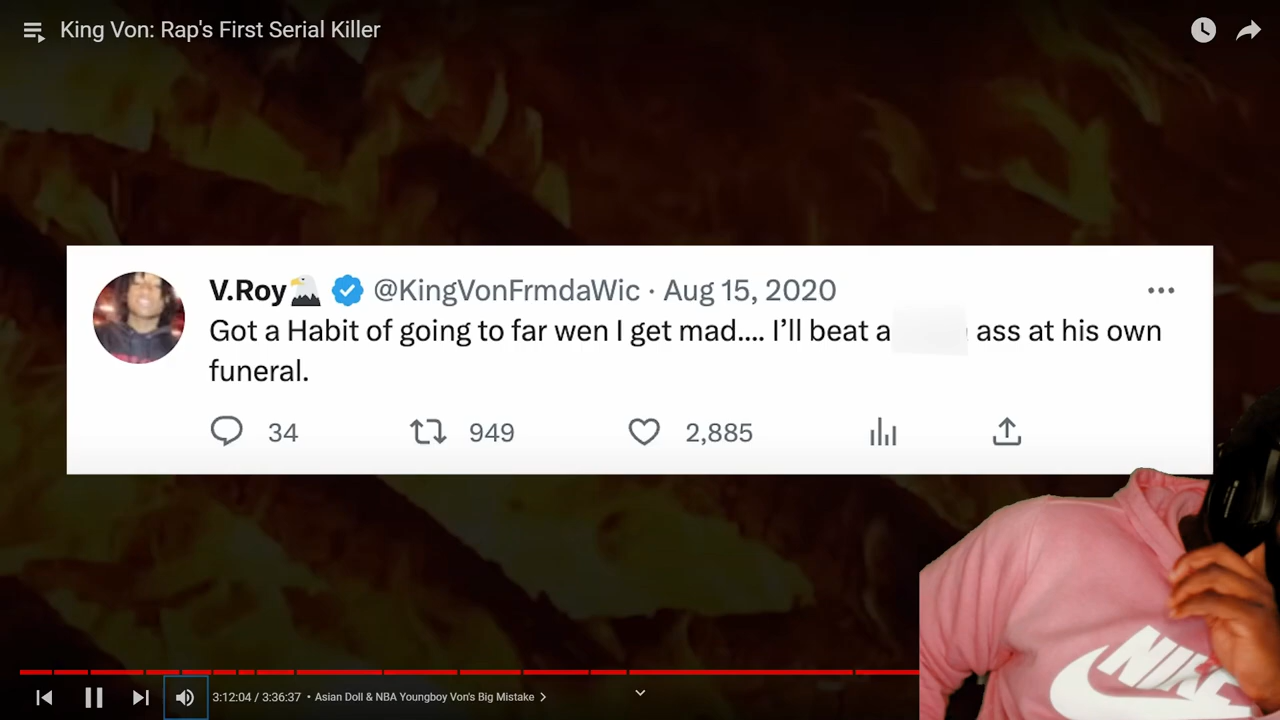 King Von: Rap's First Serial Killer
V.Roy @KingVonFrmdaWic · Aug 15, 2020
Got a Habit of going to far wen I get mad.... I'll beat a ass at his own
funeral.
34 949 2,885
NIKE
3:12:04 / 3:36:37 • Asian Doll & NBA Youngboy Von's Big Mistake >